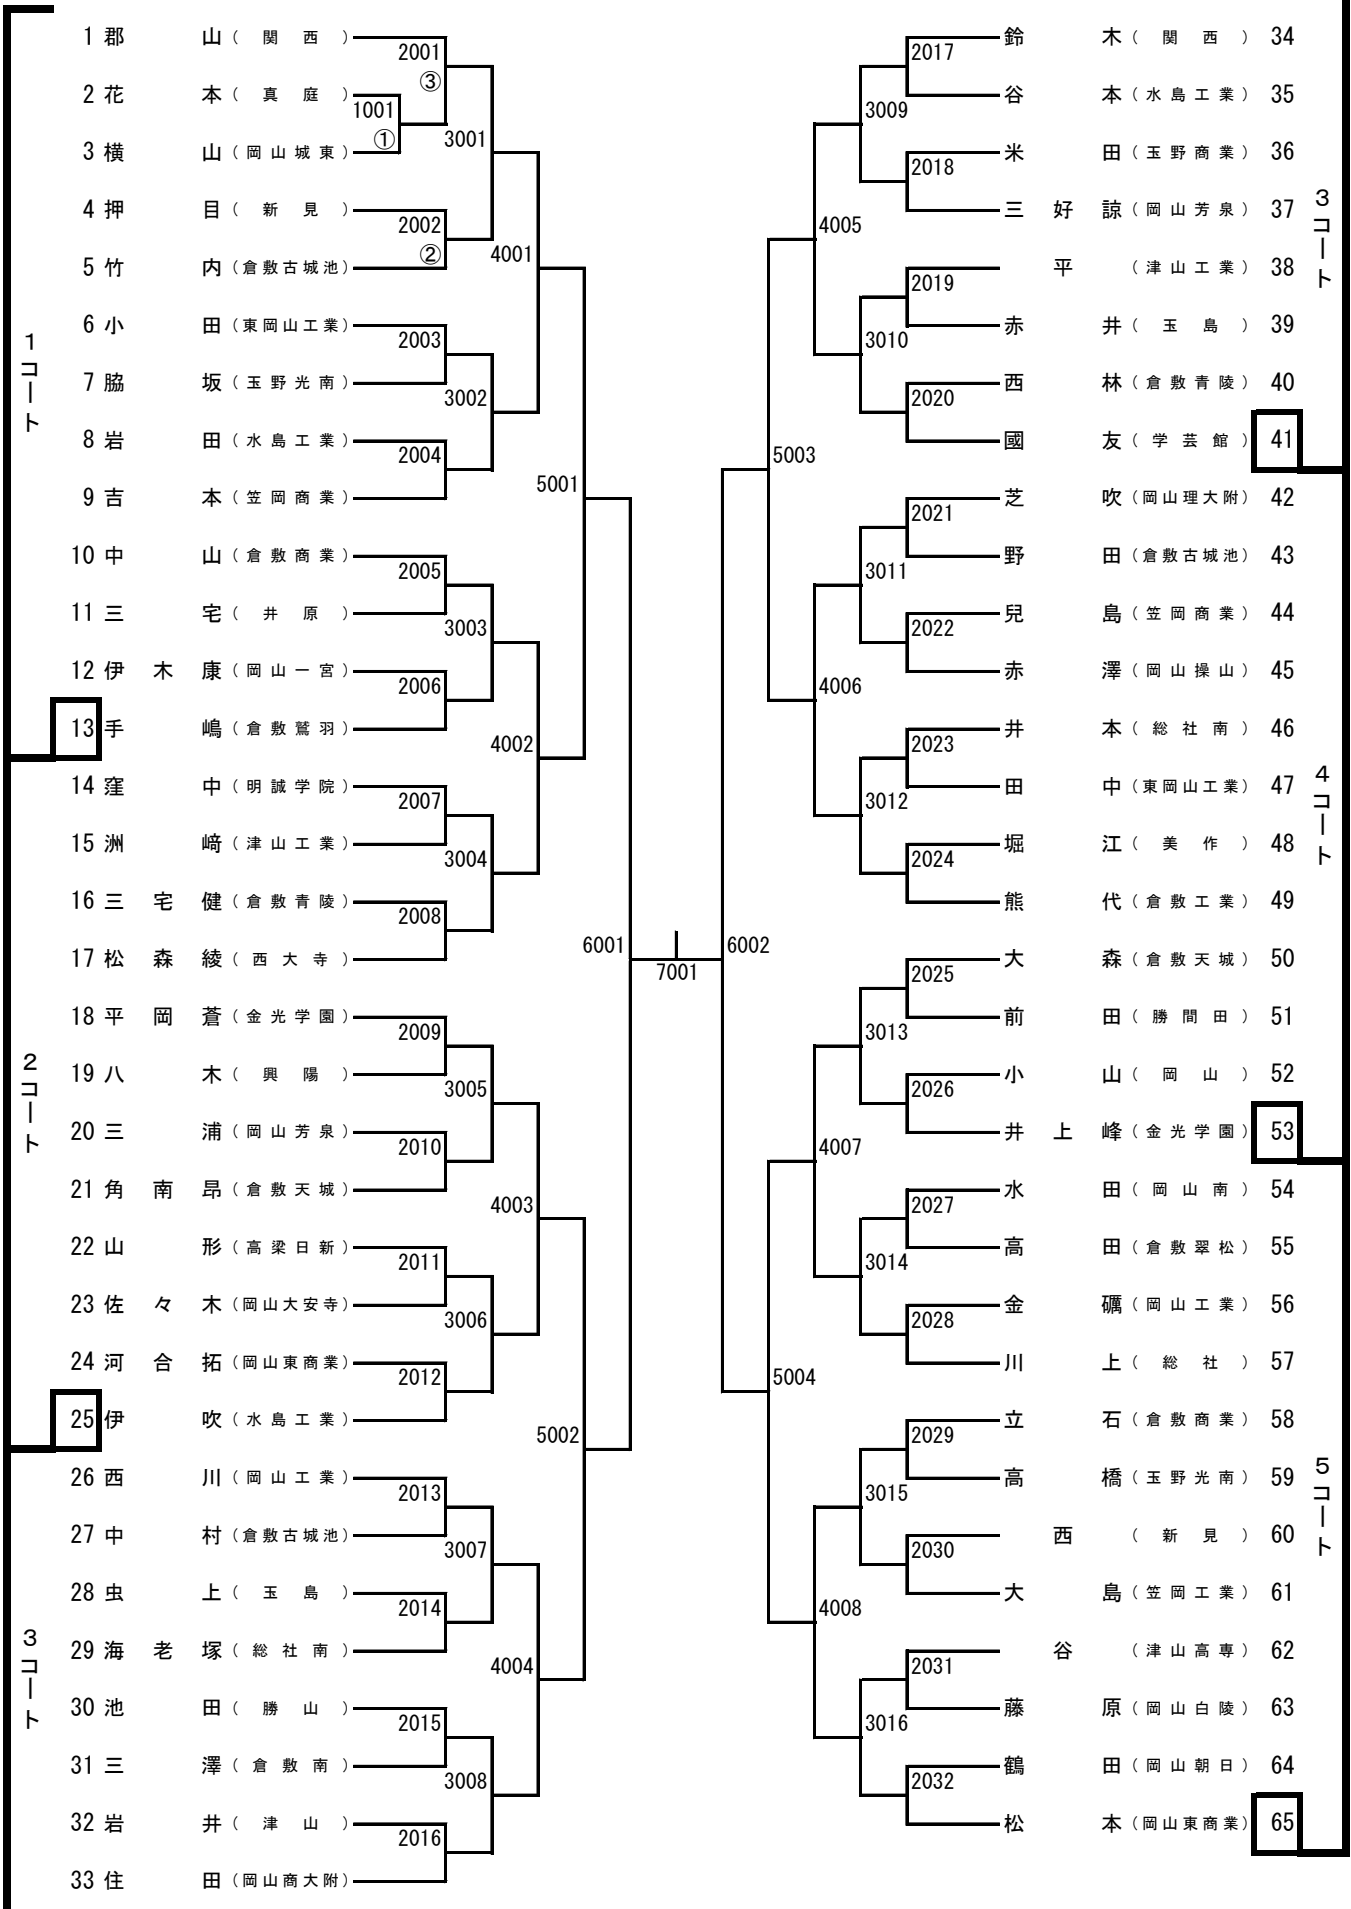 1 郡山(関西)
2001
③
2 花本(真庭)
1001
①
3 横山(岡山城東)
3001
4 押目(新見)
2002
②
5 竹内(倉敷古城池)
4001
6 小田(東岡山工業)
2003
7 脇坂(玉野光南)
3002
8 岩田(水島工業)
2004
9 吉本(笠岡商業)
5001
10 中山(倉敷商業)
2005
11 三宅(井原)
3003
12 伊木康(岡山一宮)
2006
13 手嶋(倉敷鷲羽)
4002
14 窪中(明誠学院)
2007
15 洲﨑(津山工業)
3004
16 三宅健(倉敷青陵)
2008
17 松森綾(西大寺)
6001
18 平岡蒼(金光学園)
2009
19 八木(興陽)
3005
20 三浦(岡山芳泉)
2010
21 角南昂(倉敷天城)
4003
22 山形(高梁日新)
2011
23 佐々木(岡山大安寺)
3006
24 河合拓(岡山東商業)
2012
25 伊吹(水島工業)
5002
26 西川(岡山工業)
2013
27 中村(倉敷古城池)
3007
28 虫上(玉島)
2014
29 海老塚(総社南)
4004
30 池田(勝山)
2015
31 三澤(倉敷南)
3008
32 岩井(津山)
2016
33 住田(岡山商大附)
1コート
2コート
3コート
7001
鈴木(関西) 34
2017
谷本(水島工業) 35
3009
米田(玉野商業) 36
2018
三好諒(岡山芳泉) 37
4005
平(津山工業) 38
2019
赤井(玉島) 39
3010
西林(倉敷青陵) 40
2020
國友(学芸館) 41
5003
芝吹(岡山理大附) 42
2021
野田(倉敷古城池) 43
3011
兒島(笠岡商業) 44
2022
赤澤(岡山操山) 45
4006
井本(総社南) 46
2023
田中(東岡山工業) 47
3012
堀江(美作) 48
2024
熊代(倉敷工業) 49
6002
大森(倉敷天城) 50
2025
前田(勝間田) 51
3013
小山(岡山) 52
2026
井上峰(金光学園) 53
4007
水田(岡山南) 54
2027
高田(倉敷翠松) 55
3014
金礪(岡山工業) 56
2028
川上(総社) 57
5004
立石(倉敷商業) 58
2029
高橋(玉野光南) 59
3015
西(新見) 60
2030
大島(笠岡工業) 61
4008
谷(津山高専) 62
2031
藤原(岡山白陵) 63
3016
鶴田(岡山朝日) 64
2032
松本(岡山東商業) 65
3コート
4コート
5コート